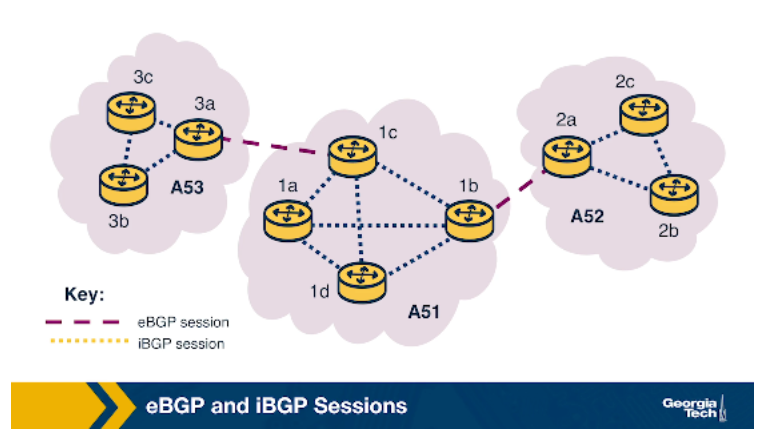 3c
3a
3b
A53
1c
1a
1b
1d
A51
2c
2a
A52
2b
Key:
eBGP session
iBGP session
eBGP and iBGP Sessions
Georgia
Tech